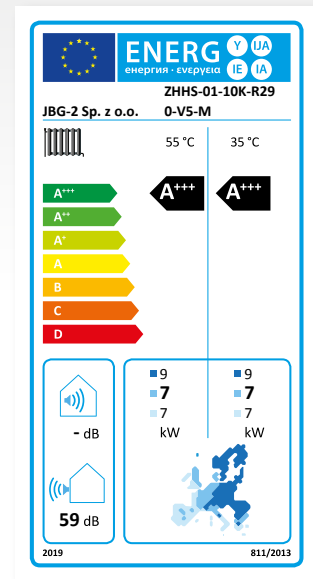 ENERG Y IJA
енергия · ενεργεια IE IA
ZHHS-01-10K-R29
JBG-2 Sp. z o.o. 0-V5-M
55 °C 35 °C
A+++ A+++ A+++
A++
A+
A
B
C
D
9 9
7 7
7 7
kW kW
- dB
59 dB
2019 811/2013